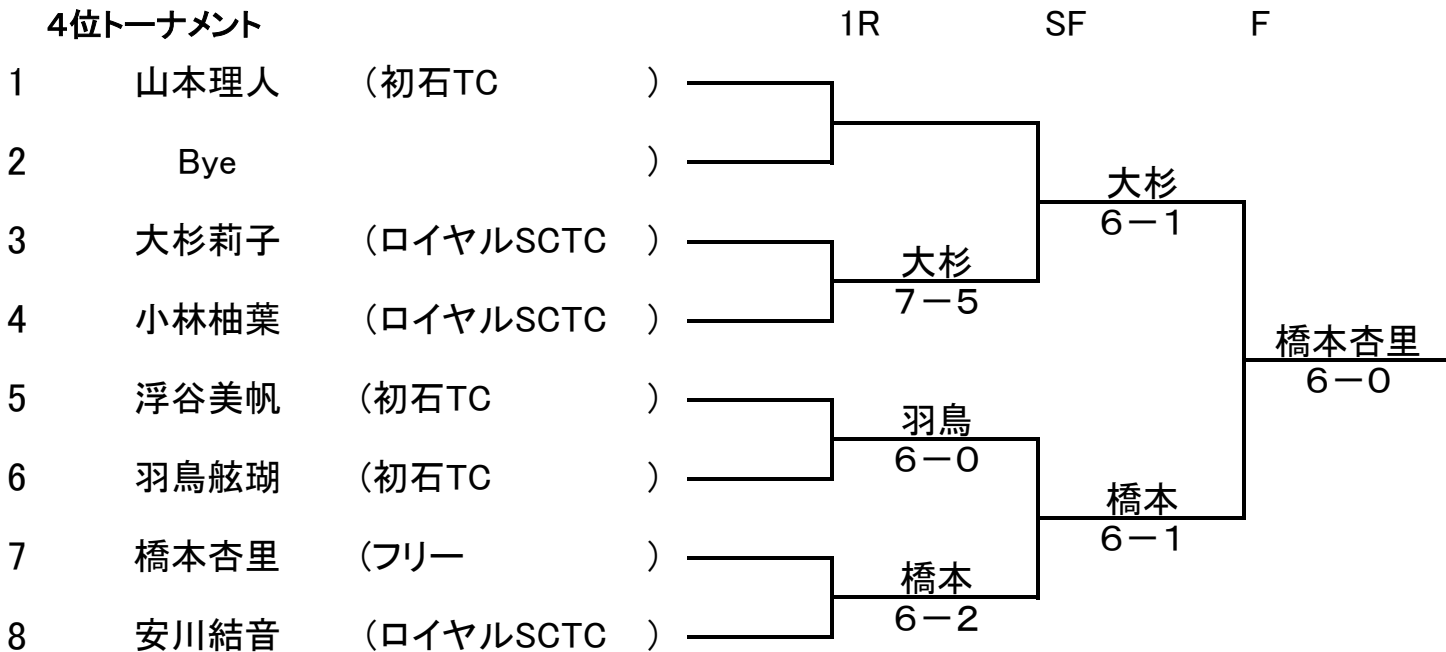 4位トーナメント 1R SF F
1 山本理人 (初石TC )
2 Bye )
大杉
6－1
3 大杉莉子 (ロイヤルSCTC )
大杉
7－5
4 小林柚葉 (ロイヤルSCTC )
橋本杏里
6－0
5 浮谷美帆 (初石TC )
羽鳥
6－0
6 羽鳥舷瑚 (初石TC )
橋本
6－1
7 橋本杏里 (フリー )
橋本
6－2
8 安川結音 (ロイヤルSCTC )